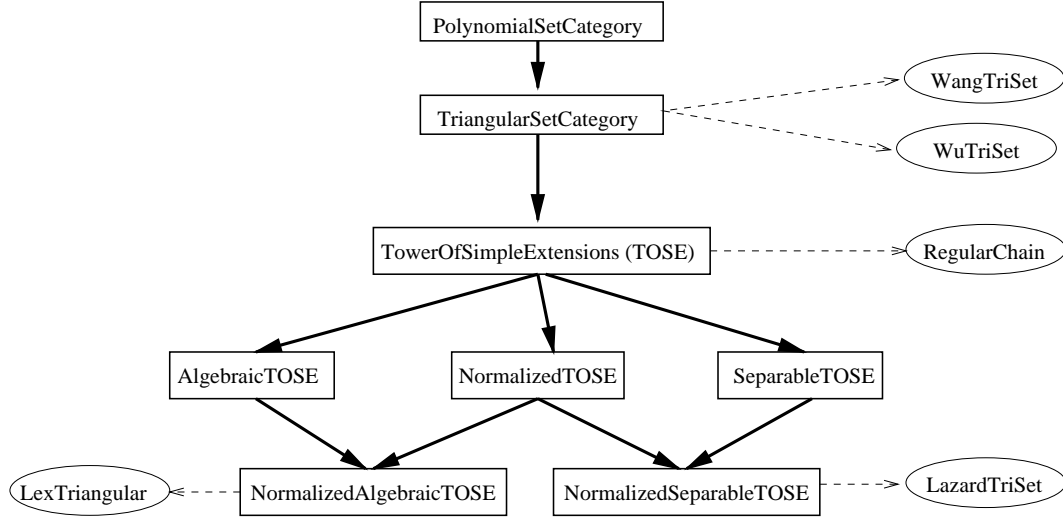 PolynomialSetCategory
WangTriSet
TriangularSetCategory
WuTriSet
TowerOfSimpleExtensions (TOSE)
RegularChain
AlgebraicTOSE
NormalizedTOSE
SeparableTOSE
LexTriangular
NormalizedAlgebraicTOSE
NormalizedSeparableTOSE
LazardTriSet